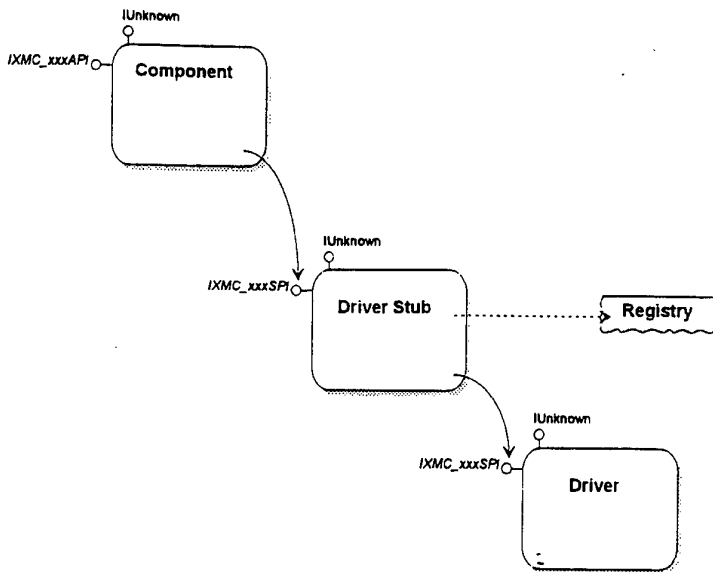 IUnknown
IXMC_xxxAPI
Component
IUnknown
IXMC_xxxSPI
Driver Stub
Registry
IUnknown
IXMC_xxxSPI
Driver